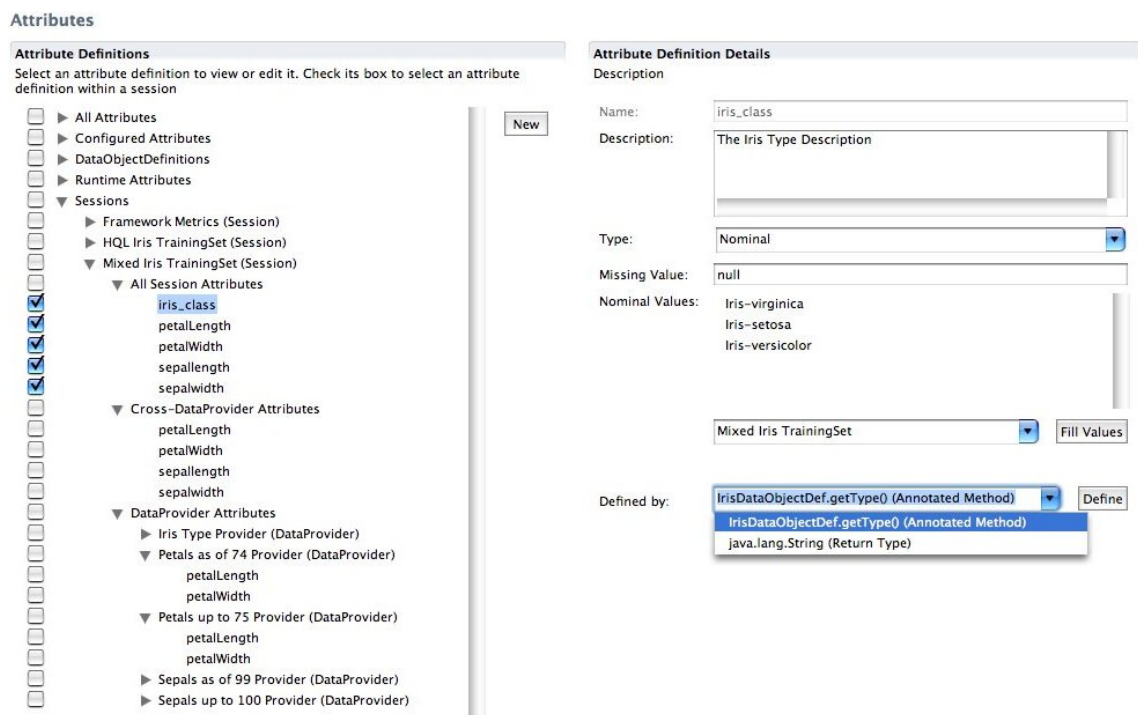 Attributes
Attribute Definitions
Select an attribute definition to view or edit it. Check its box to select an attribute
definition within a session
All Attributes
Configured Attributes
DataObjectDefinitions
Runtime Attributes
Sessions
Framework Metrics (Session)
HQL Iris TrainingSet (Session)
Mixed Iris TrainingSet (Session)
All Session Attributes
iris_class
petalLength
petalWidth
sepallength
sepalwidth
Cross-DataProvider Attributes
petalLength
petalWidth
sepallength
sepalwidth
DataProvider Attributes
Iris Type Provider (DataProvider)
Petals as of 74 Provider (DataProvider)
petalLength
petalWidth
Petals up to 75 Provider (DataProvider)
petalLength
petalWidth
Sepals as of 99 Provider (DataProvider)
Sepals up to 100 Provider (DataProvider)
New
Attribute Definition Details
Description
Name: iris_class
Description: The Iris Type Description
Type: Nominal
Missing Value: null
Nominal Values: Iris-virginica
Iris-setosa
Iris-versicolor
Mixed Iris TrainingSet Fill Values
Defined by: IrisDataObjectDef.getType() (Annotated Method) Define
IrisDataObjectDef.getType() (Annotated Method)
java.lang.String (Return Type)